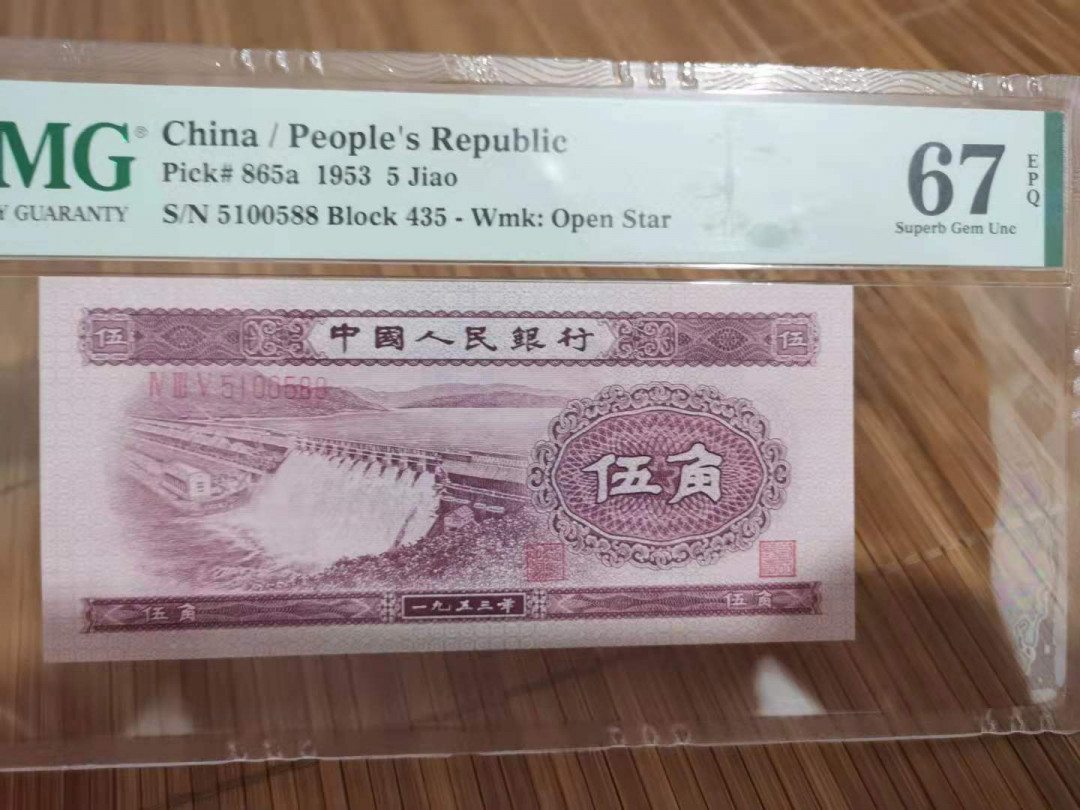 MG®
China / People's Republic
Pick# 865a 1953 5 Jiao
Y GUARANTY
S/N 5100588 Block 435 - Wmk: Open Star
67
EPQ
Superb Gem Unc
伍
中國人民銀行
伍
IV III V 5100588
伍角
伍角
一九五三年
伍角